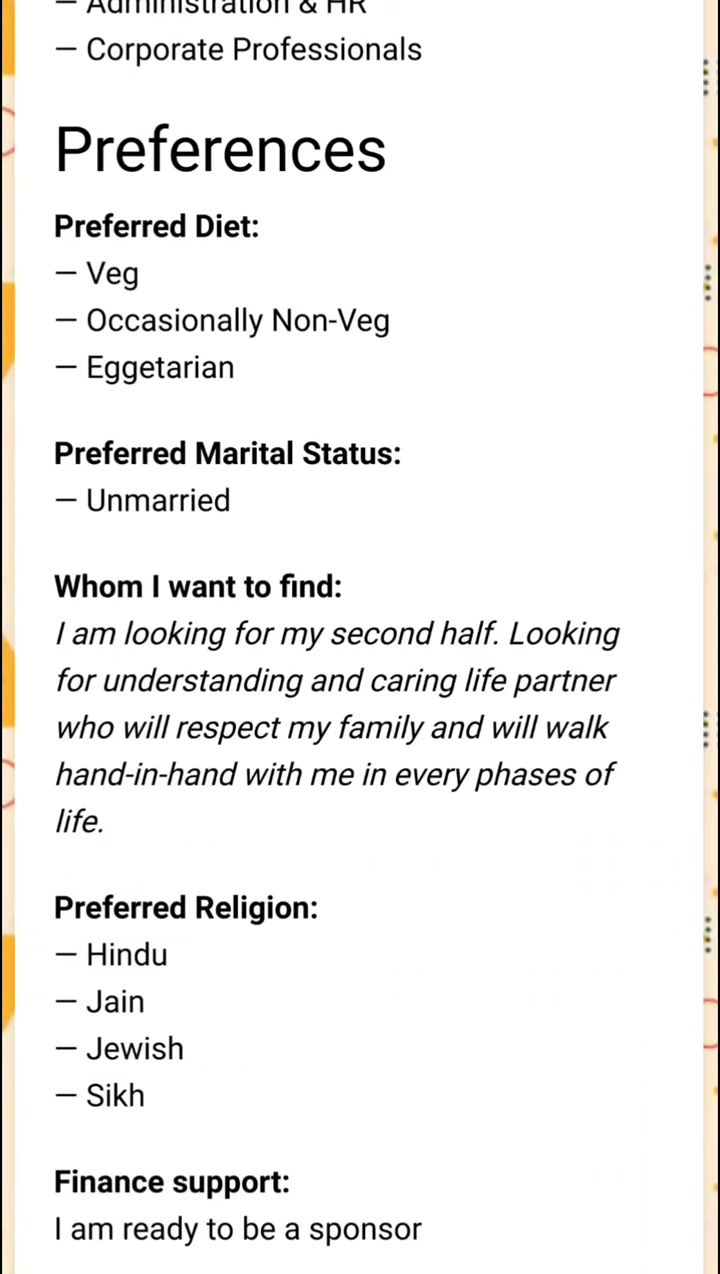 — Administration & HR
— Corporate Professionals
Preferences
Preferred Diet:
— Veg
— Occasionally Non-Veg
— Eggetarian
Preferred Marital Status:
— Unmarried
Whom I want to find:
I am looking for my second half. Looking
for understanding and caring life partner
who will respect my family and will walk
hand-in-hand with me in every phases of
life.
Preferred Religion:
— Hindu
— Jain
— Jewish
— Sikh
Finance support:
I am ready to be a sponsor